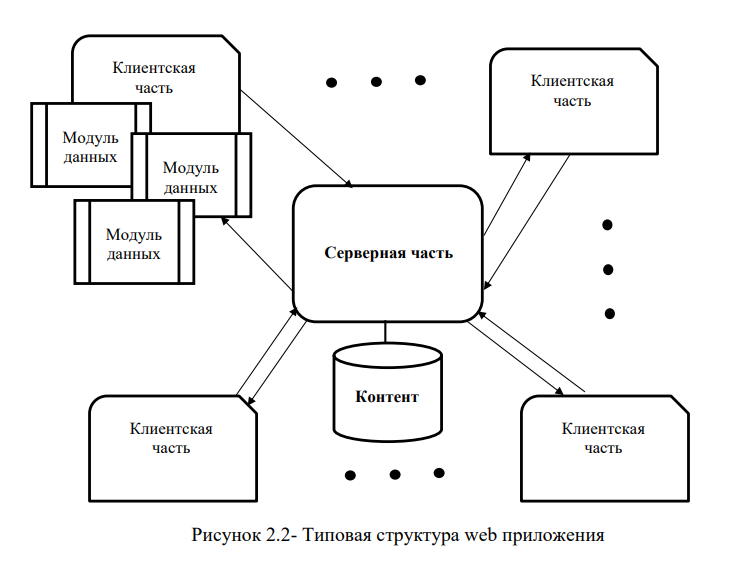 Клиентская
часть
Клиентская
часть
Модуль
данных
Модуль
данных
Модуль
данных
Серверная часть
Контент
Клиентская
часть
Клиентская
часть
Рисунок 2.2- Типовая структура web приложения